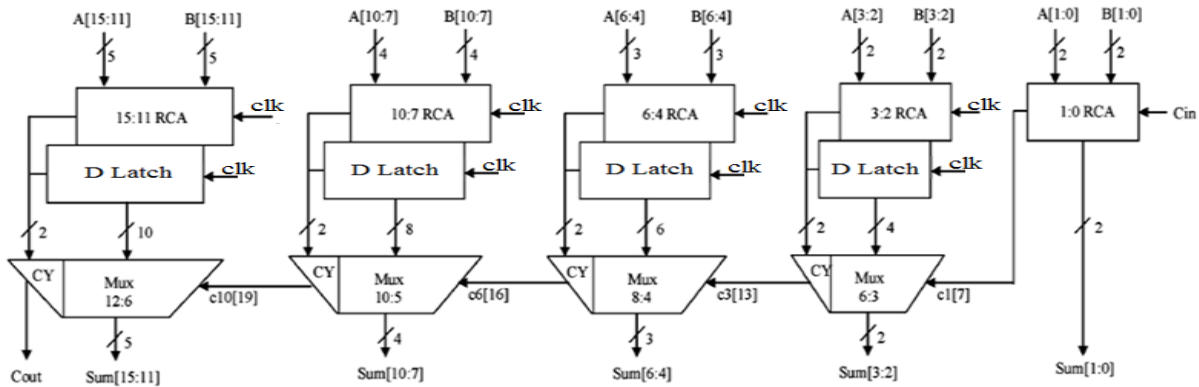 A[15:11] B[15:11] A[10:7] B[10:7] A[6:4] B[6:4] A[3:2] B[3:2] A[1:0] B[1:0]
5 5 4 4 3 3 2 2 2 2
15:11 RCA clk 10:7 RCA clk 6:4 RCA clk 3:2 RCA clk 1:0 RCA Cin
D Latch clk D Latch clk D Latch clk D Latch clk
2 10 2 8 2 6 2 4 2
CY Mux CY Mux CY Mux CY Mux
12:6 c10[19] 10:5 c6[16] 8:4 c3[13] 6:3 c1[7]
5 4 3 2
Cout Sum[15:11] Sum[10:7] Sum[6:4] Sum[3:2] Sum[1:0]